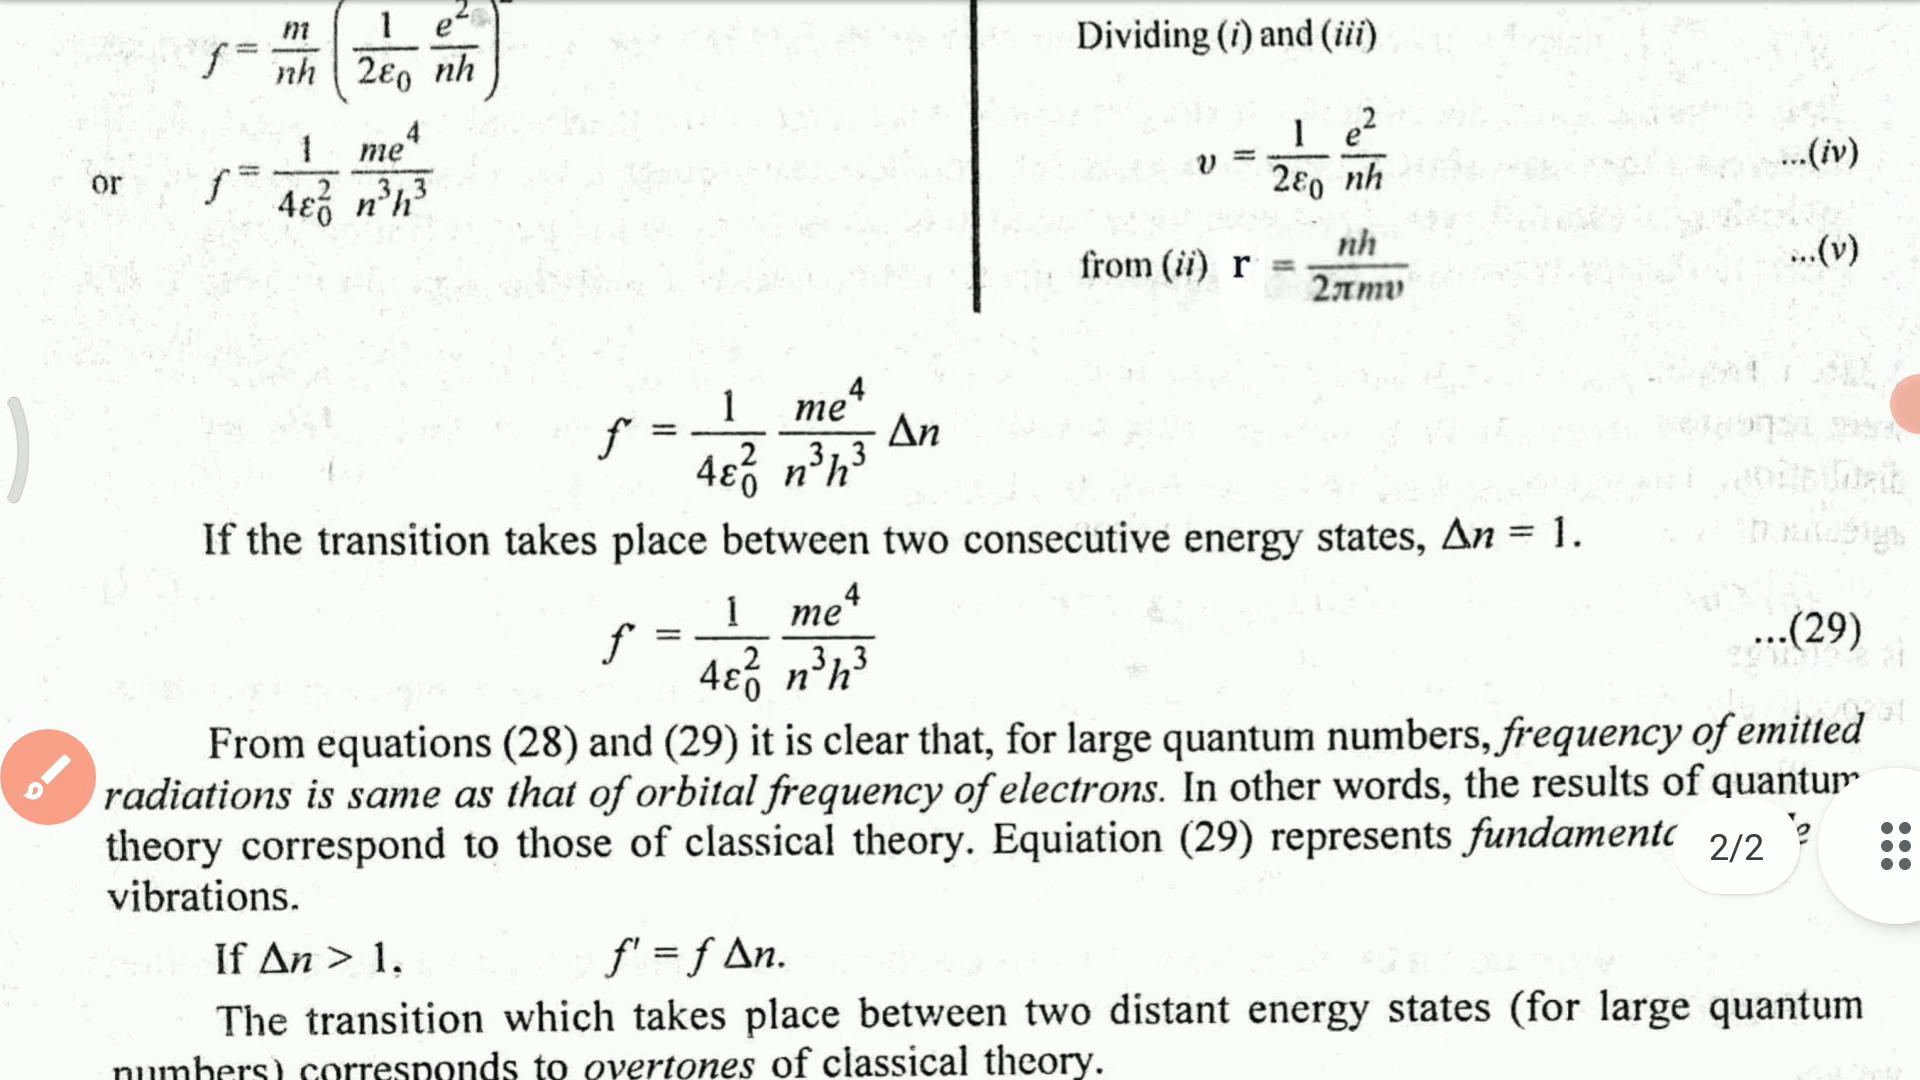 f = m/nh (1/2ε₀ e²/nh)
or f = 1/4ε₀² me⁴/n³h³
Dividing (i) and (iii)
υ = 1/2ε₀ e²/nh ...(iv)
from (ii) r = nh/2πmυ ...(v)
f = 1/4ε₀² me⁴/n³h³ Δn
If the transition takes place between two consecutive energy states, Δn = 1.
f = 1/4ε₀² me⁴/n³h³ ...(29)
From equations (28) and (29) it is clear that, for large quantum numbers, frequency of emitted
radiations is same as that of orbital frequency of electrons. In other words, the results of quantum
theory correspond to those of classical theory. Equiation (29) represents
vibrations.
2/2
If Δn > 1, f' = f Δn.
The transition which takes place between two distant energy states (for large quantum
numbers) corresponds to overtones of classical theory.